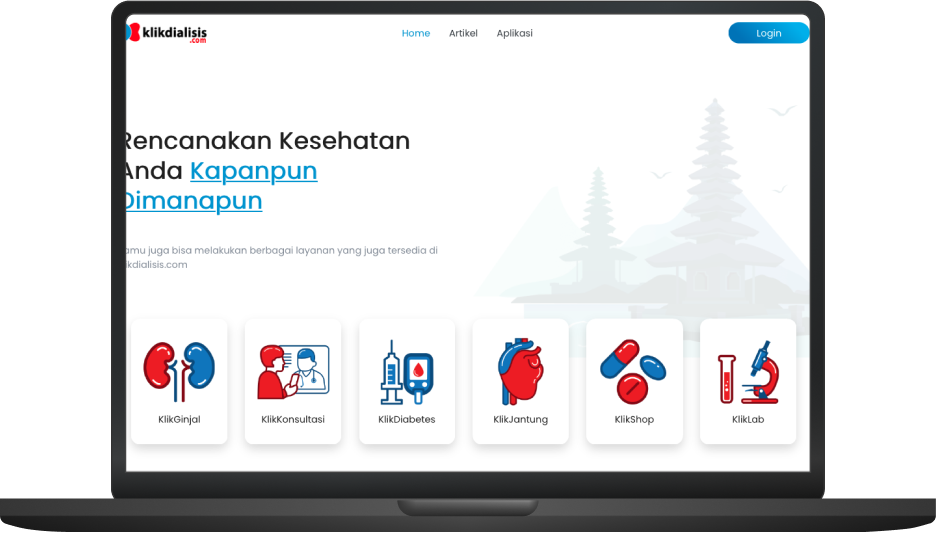 klikdialisis
.com
Home Artikel Aplikasi Login
Rencanakan Kesehatan
Anda Kapanpun
Dimanapun
amu juga bisa melakukan berbagai layanan yang juga tersedia di
ikdialisis.com
KlikGinjal KlikKonsultasi KlikDiabetes KlikJantung KlikShop KlikLab